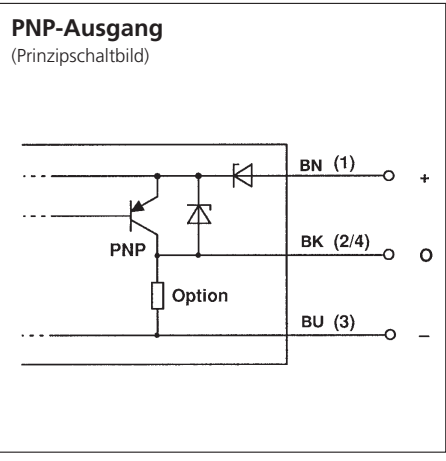 PNP-Ausgang
(Prinzipschaltbild)
BN (1) +
PNP
BK (2/4) O
Option
BU (3) –